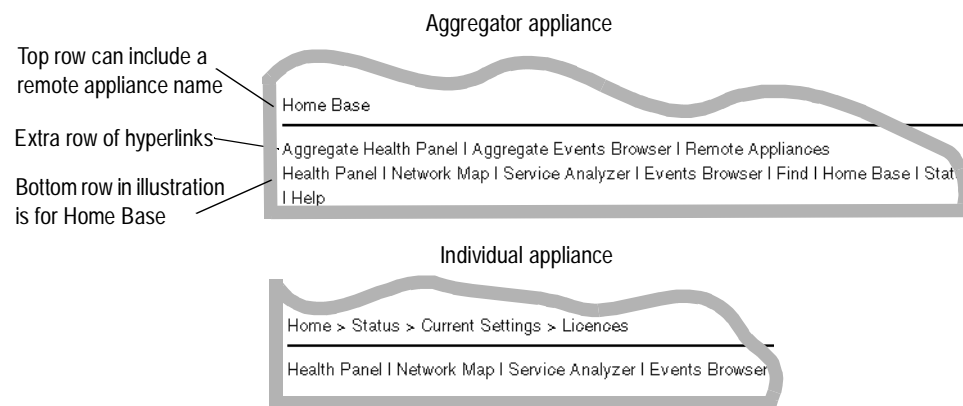 Aggregator appliance
Top row can include a
remote appliance name
Home Base
Extra row of hyperlinks
Aggregate Health Panel | Aggregate Events Browser | Remote Appliances
Bottom row in illustration
is for Home Base
Health Panel | Network Map | Service Analyzer | Events Browser | Find | Home Base | Stat
| Help
Individual appliance
Home > Status > Current Settings > Licences
Health Panel | Network Map | Service Analyzer | Events Browser